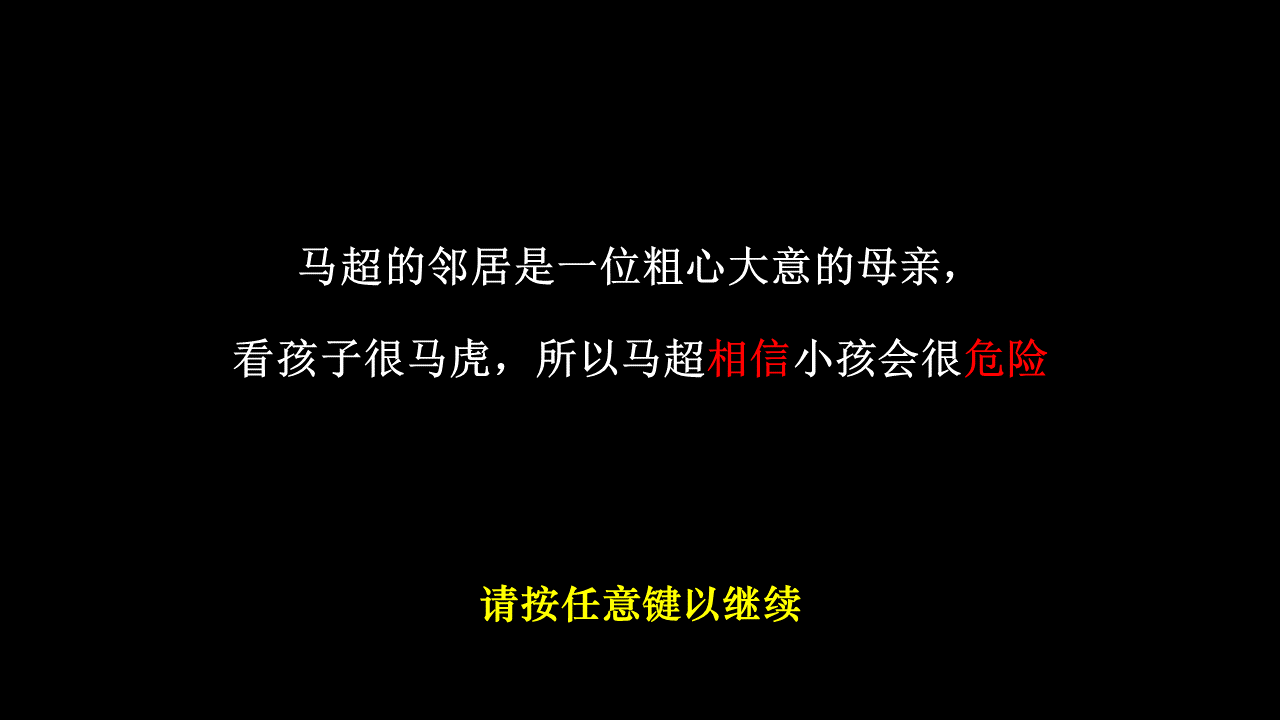 马超的邻居是一位粗心大意的母亲，
看孩子很马虎，所以马超相信小孩会很危险
请按任意键以继续